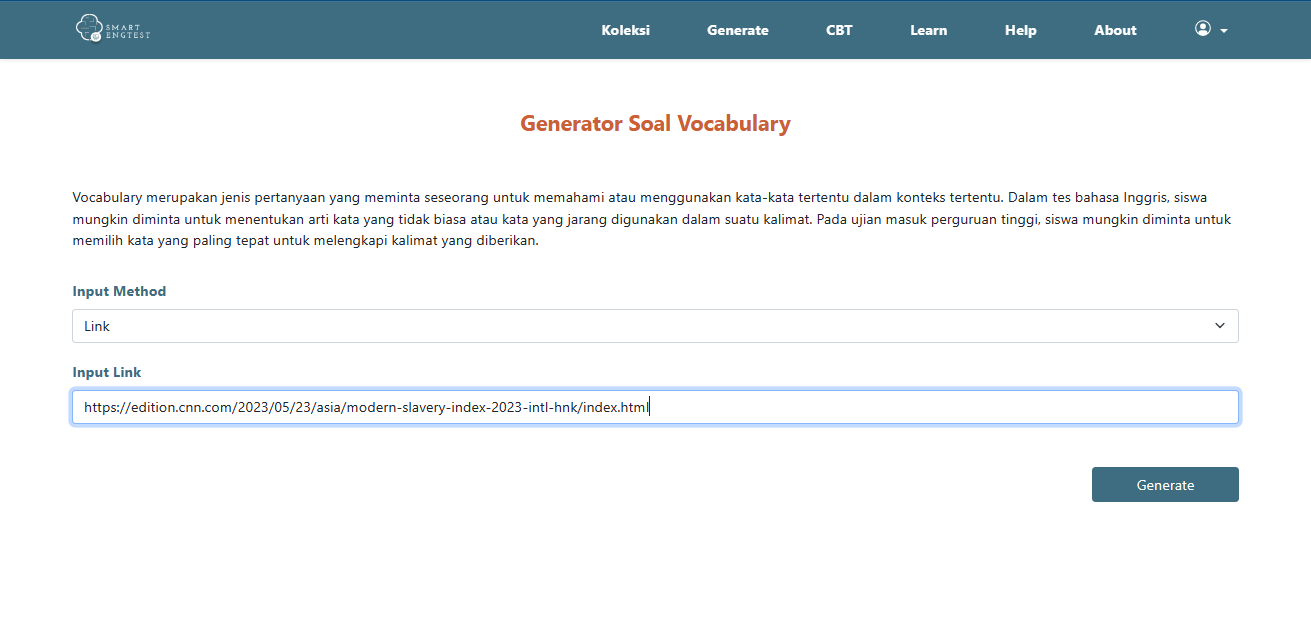 SMART
ENGTEST
Koleksi Generate CBT Learn Help About
Generator Soal Vocabulary
Vocabulary merupakan jenis pertanyaan yang meminta seseorang untuk memahami atau menggunakan kata-kata tertentu dalam konteks tertentu. Dalam tes bahasa Inggris, siswa
mungkin diminta untuk menentukan arti kata yang tidak biasa atau kata yang jarang digunakan dalam suatu kalimat. Pada ujian masuk perguruan tinggi, siswa mungkin diminta untuk
memilih kata yang paling tepat untuk melengkapi kalimat yang diberikan.
Input Method
Link
Input Link
https://edition.cnn.com/2023/05/23/asia/modern-slavery-index-2023-intl-hnk/index.html
Generate